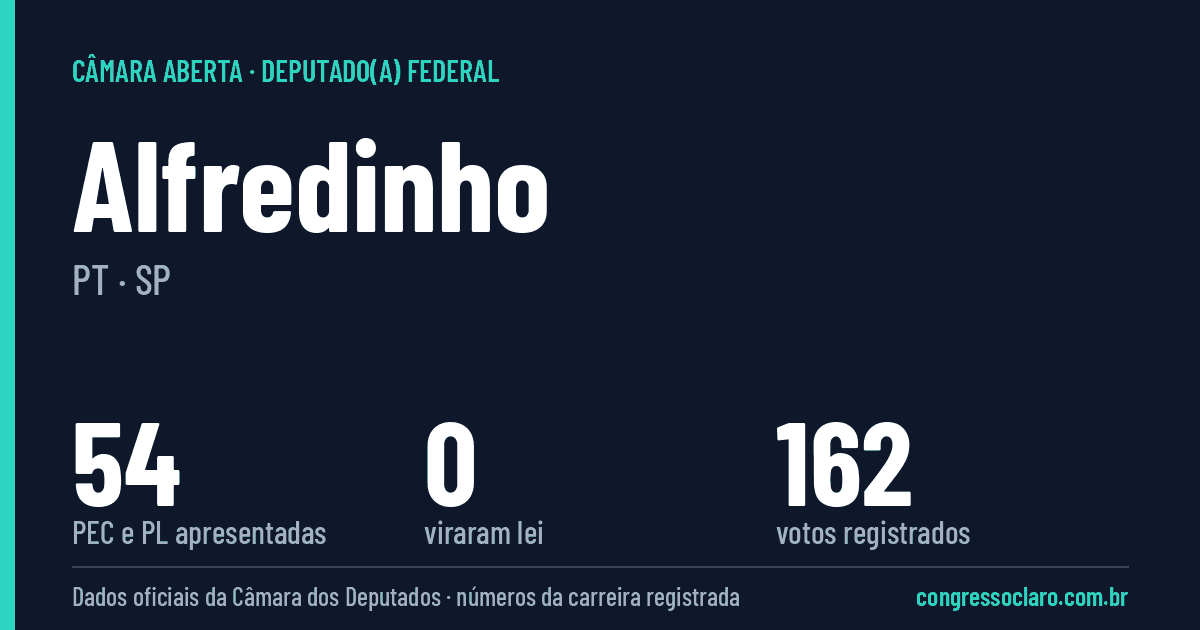 CÂMARA ABERTA · DEPUTADO(A) FEDERAL
Alfredinho
PT · SP
54 0 162
PEC e PL apresentadas viraram lei votos registrados
Dados oficiais da Câmara dos Deputados · números da carreira registrada congressoclaro.com.br